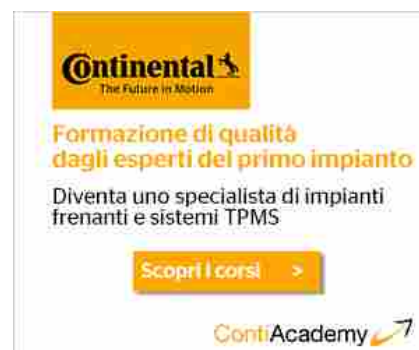 Continental
The Future in Motion
Formazione di qualità
dagli esperti del primo impianto
Diventa uno specialista di impianti
frenanti e sistemi TPMS
Scopri i corsi >
ContiAcademy